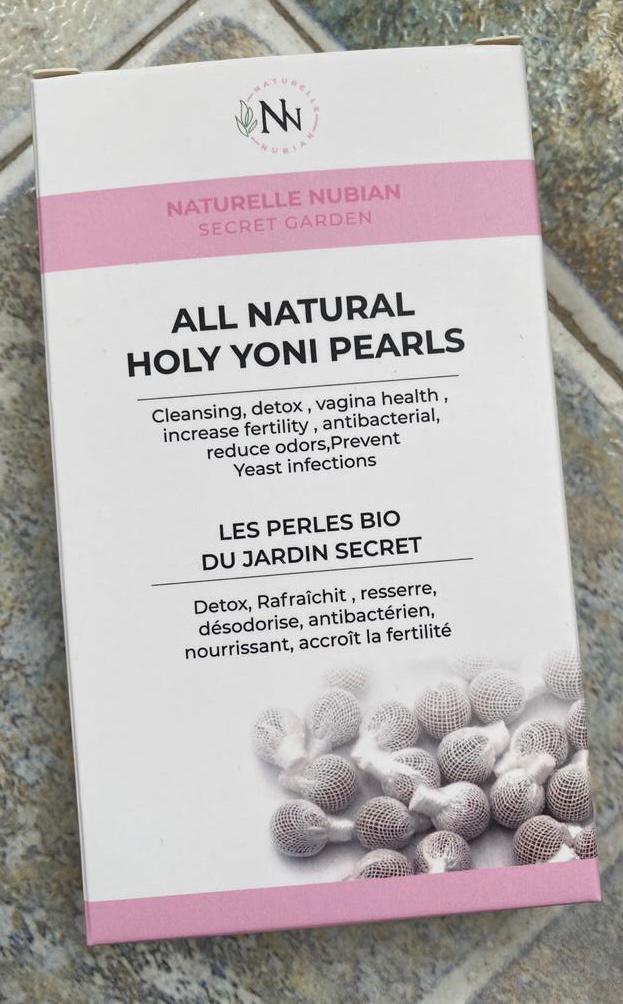 NATURELLE
NW
NUBIAN
NATURELLE NUBIAN
SECRET GARDEN
ALL NATURAL
HOLY YONI PEARLS
Cleansing, detox , vagina health ,
increase fertility , antibacterial,
reduce odors,Prevent
Yeast infections
LES PERLES BIO
DU JARDIN SECRET
Detox, Rafraîchit , resserre,
désodorise, antibactérien,
nourrissant, accroît la fertilité